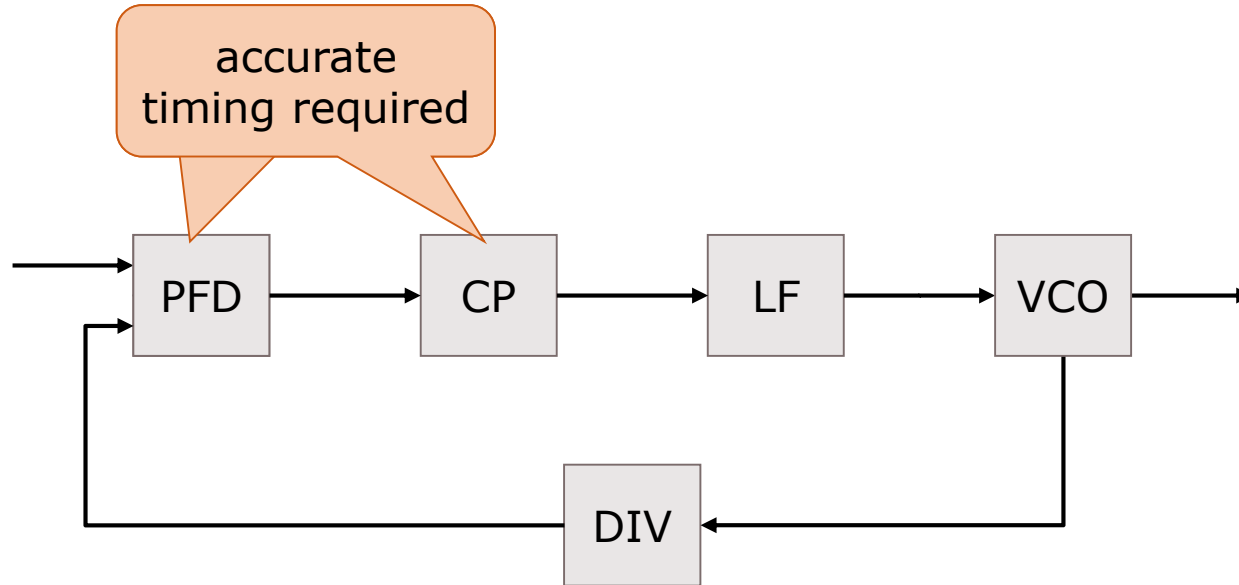 accurate
timing required
PFD
CP
LF
VCO
DIV